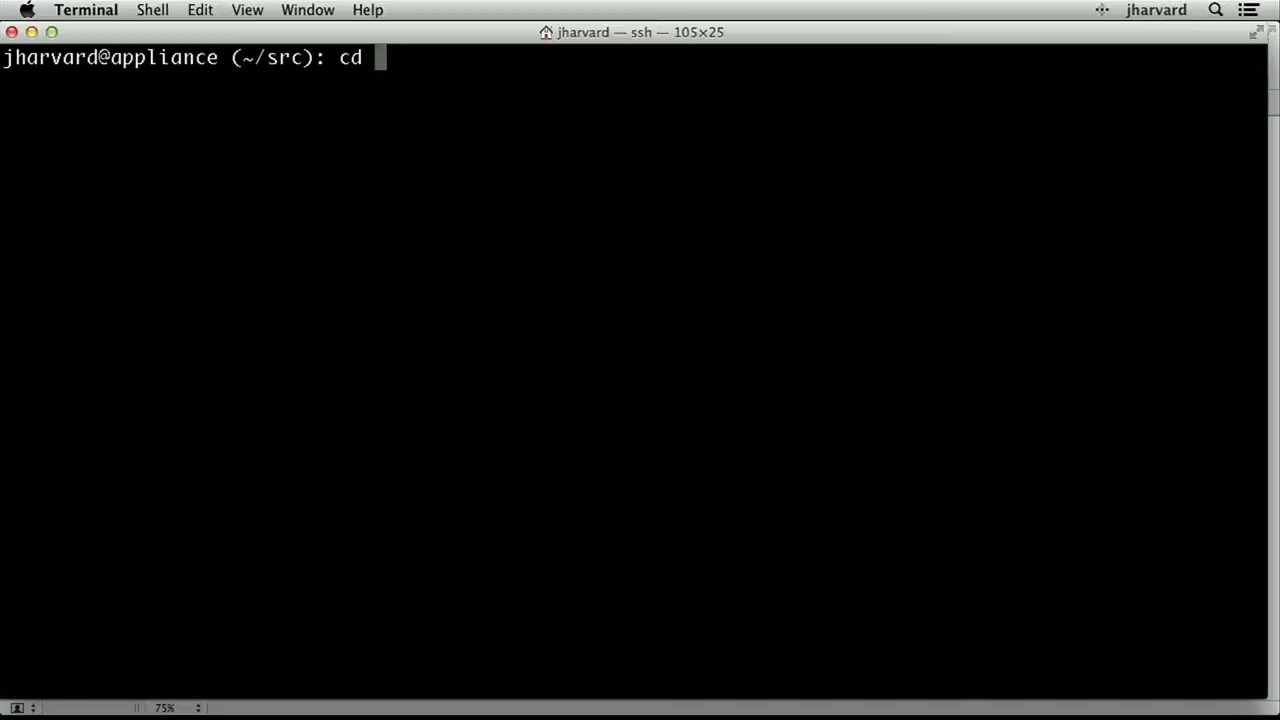 Terminal Shell Edit View Window Help jharvard
jharvard — ssh — 105×25
jharvard@appliance (~/src): cd
75%